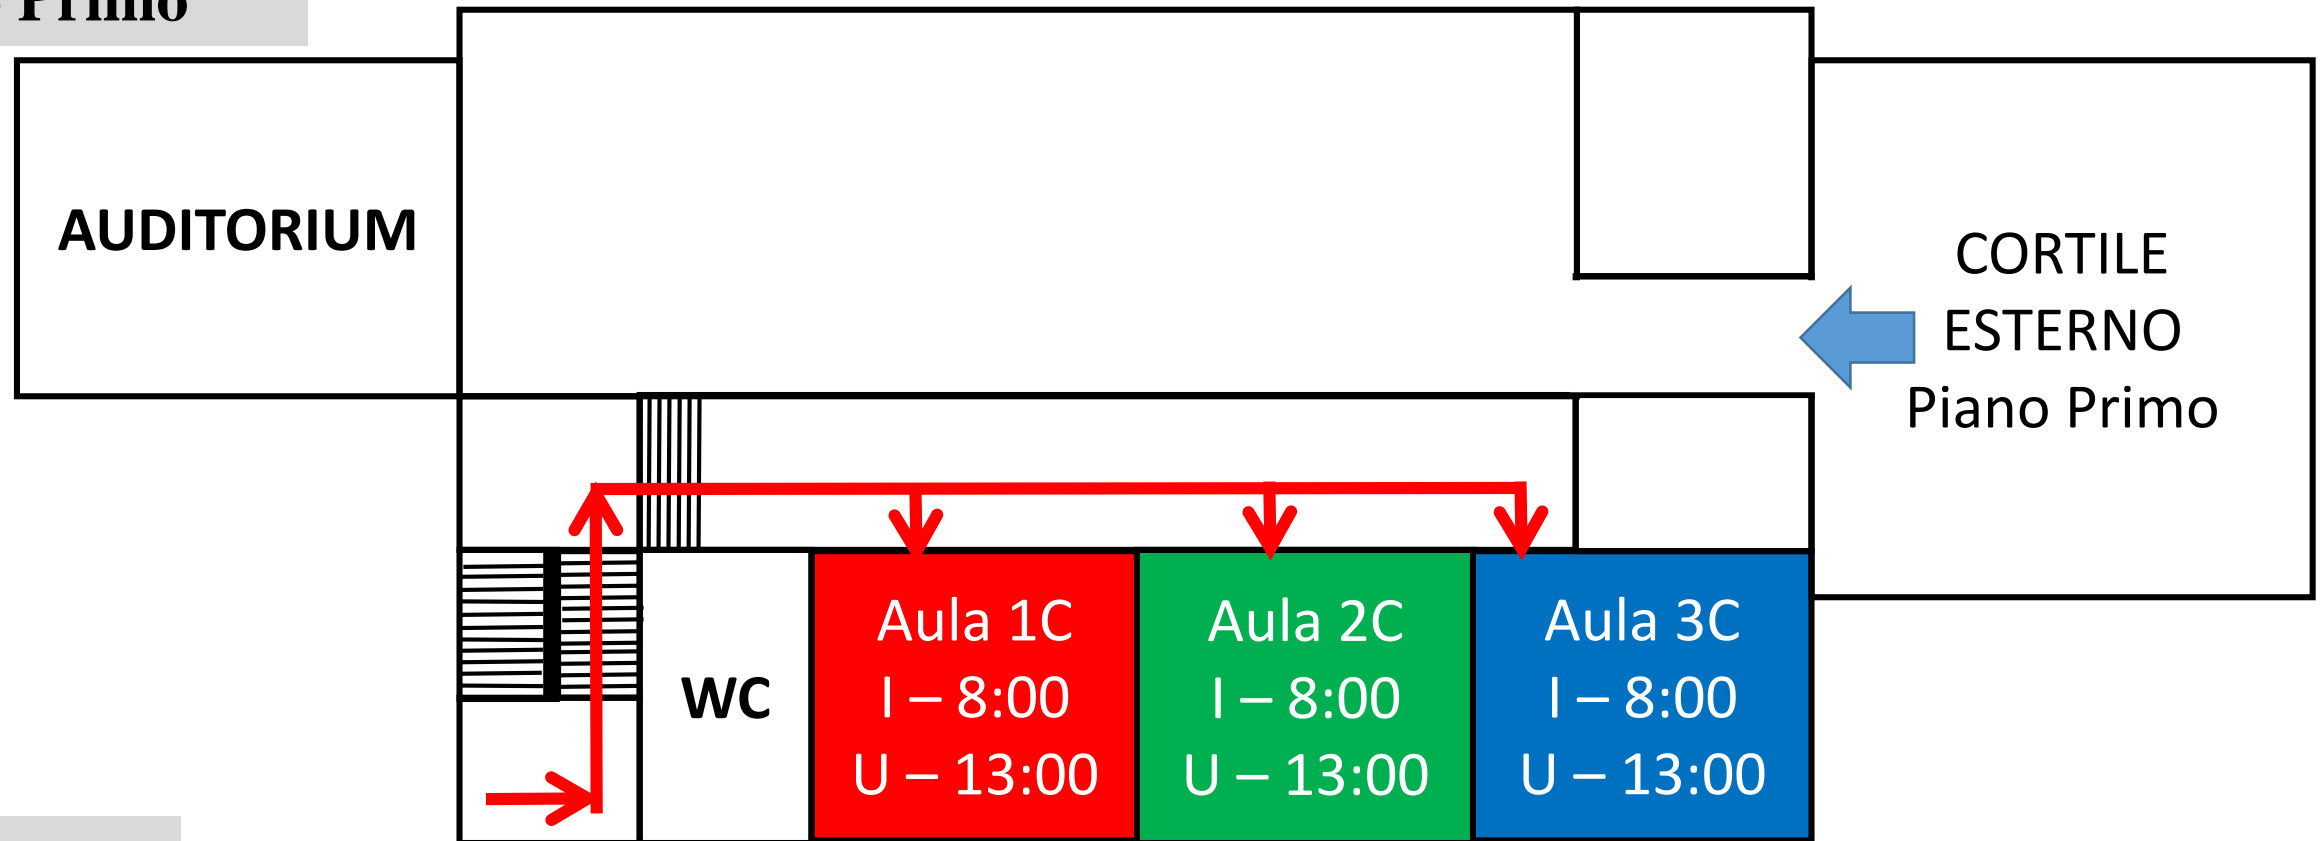 Primo
AUDITORIUM
CORTILE
ESTERNO
Piano Primo
WC
Aula 1C
I – 8:00
U – 13:00
Aula 2C
I – 8:00
U – 13:00
Aula 3C
I – 8:00
U – 13:00